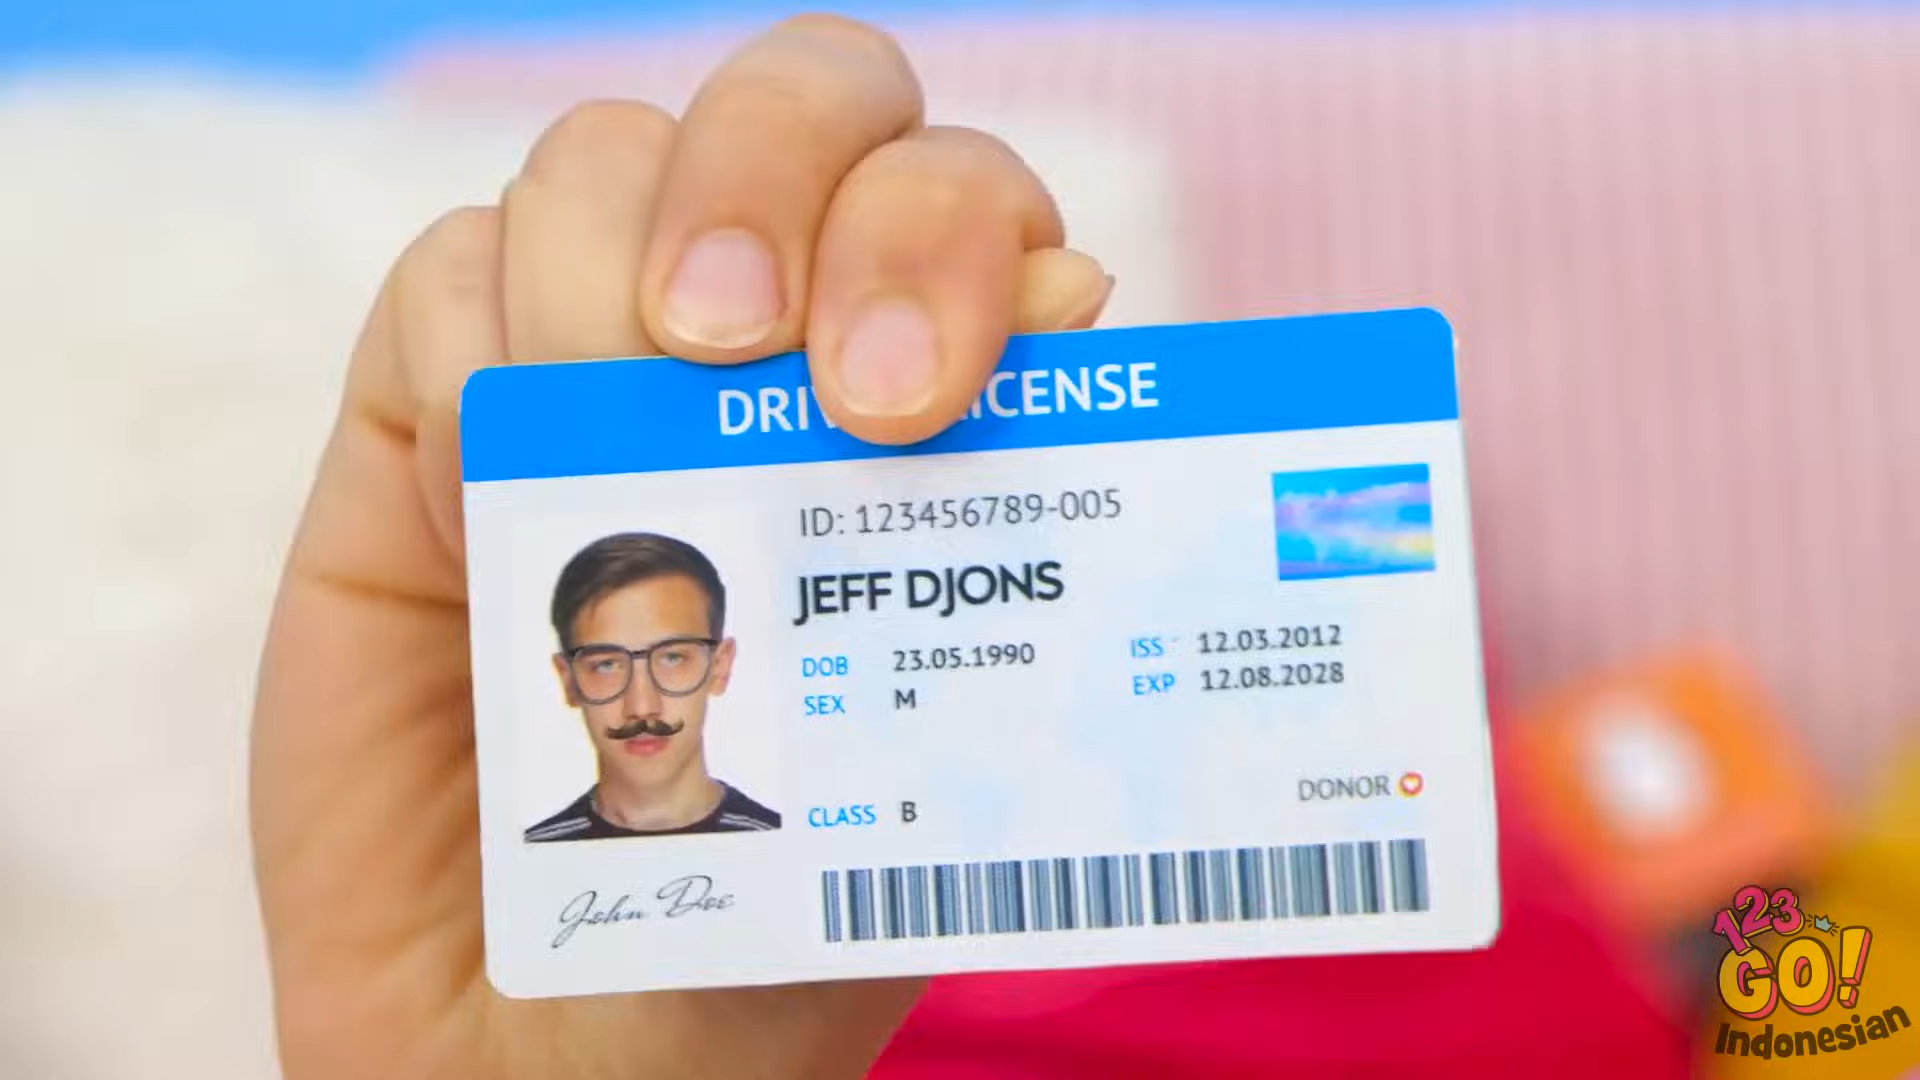 DRIV ICENSE
ID: 123456789-005
JEFF DJONS
DOB 23.05.1990
ISS 12.03.2012
SEX M
EXP 12.08.2028
CLASS B
DONOR
John Doe
123
GO!
Indonesian